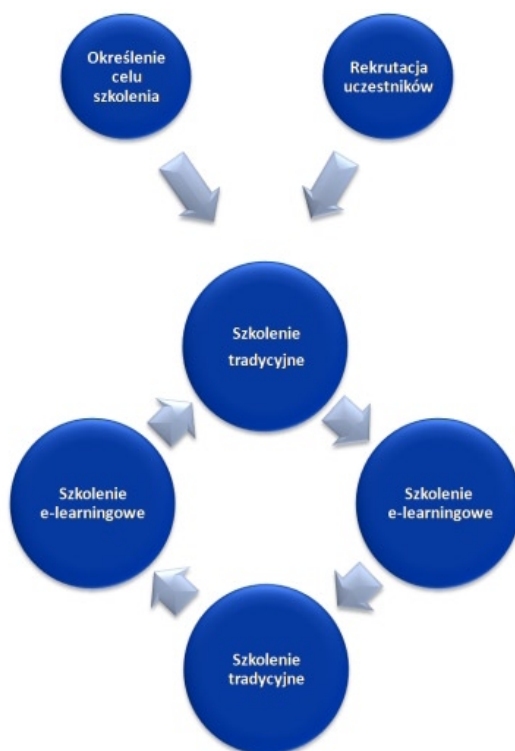 Określenie
celu
szkolenia
Rekrutacja
uczestników
Szkolenie
tradycyjne
Szkolenie
e-learningowe
Szkolenie
e-learningowe
Szkolenie
tradycyjne